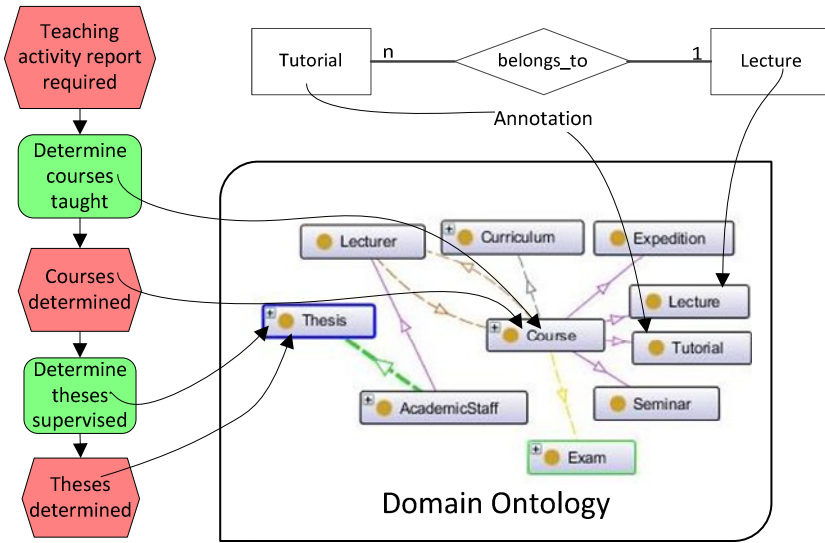 Teaching
activity report
required
Determine
courses
taught
Courses
determined
Determine
theses
supervised
Theses
determined
Tutorial
n
belongs_to
1
Lecture
Annotation
Lecturer
Curriculum
Expedition
Thesis
Course
Lecture
Tutorial
AcademicStaff
Seminar
Exam
Domain Ontology